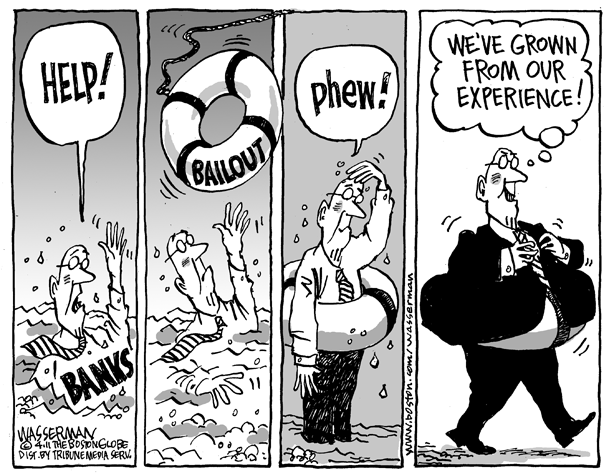 HELP!
BANKS
WASSERMAN
© 4.11 THE BOSTON GLOBE
DIST. BY TRIBUNE MEDIA SERV.
BAILOUT
phew!
www.boston.com/wasserman
WE'VE GROWN
FROM OUR
EXPERIENCE!